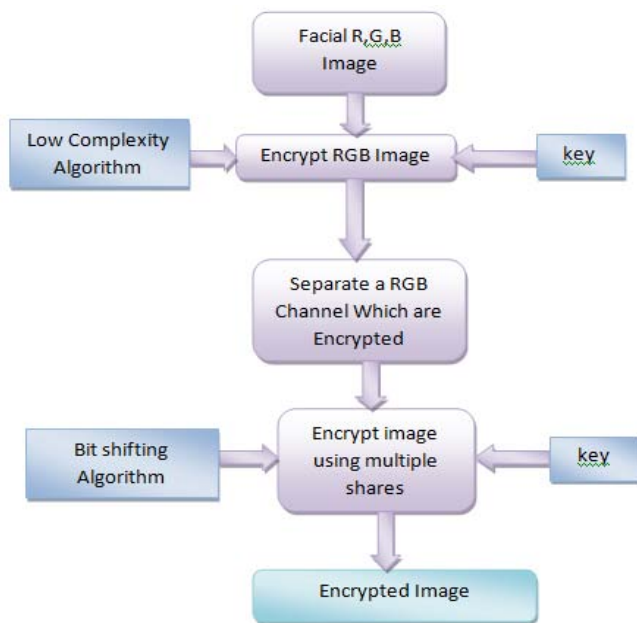 Facial R,G,B
Image
Low Complexity
Algorithm
Encrypt RGB Image
key
Separate a RGB
Channel Which are
Encrypted
Bit shifting
Algorithm
Encrypt image
using multiple
shares
key
Encrypted Image